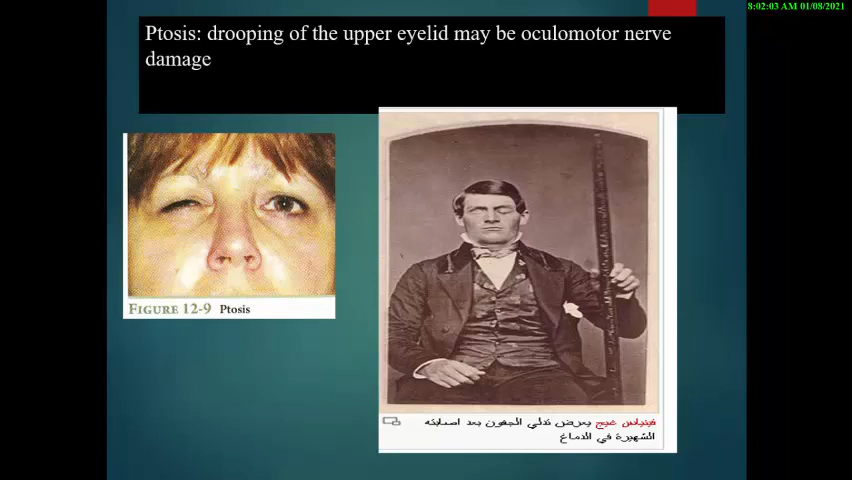 8:02:03 AM 01/08/2021
Ptosis: drooping of the upper eyelid may be oculomotor nerve
damage
FIGURE 12-9 Ptosis
فينياس غيج يعرض تدلي الجفون بعد اصابته
الشهيرة في الدماغ